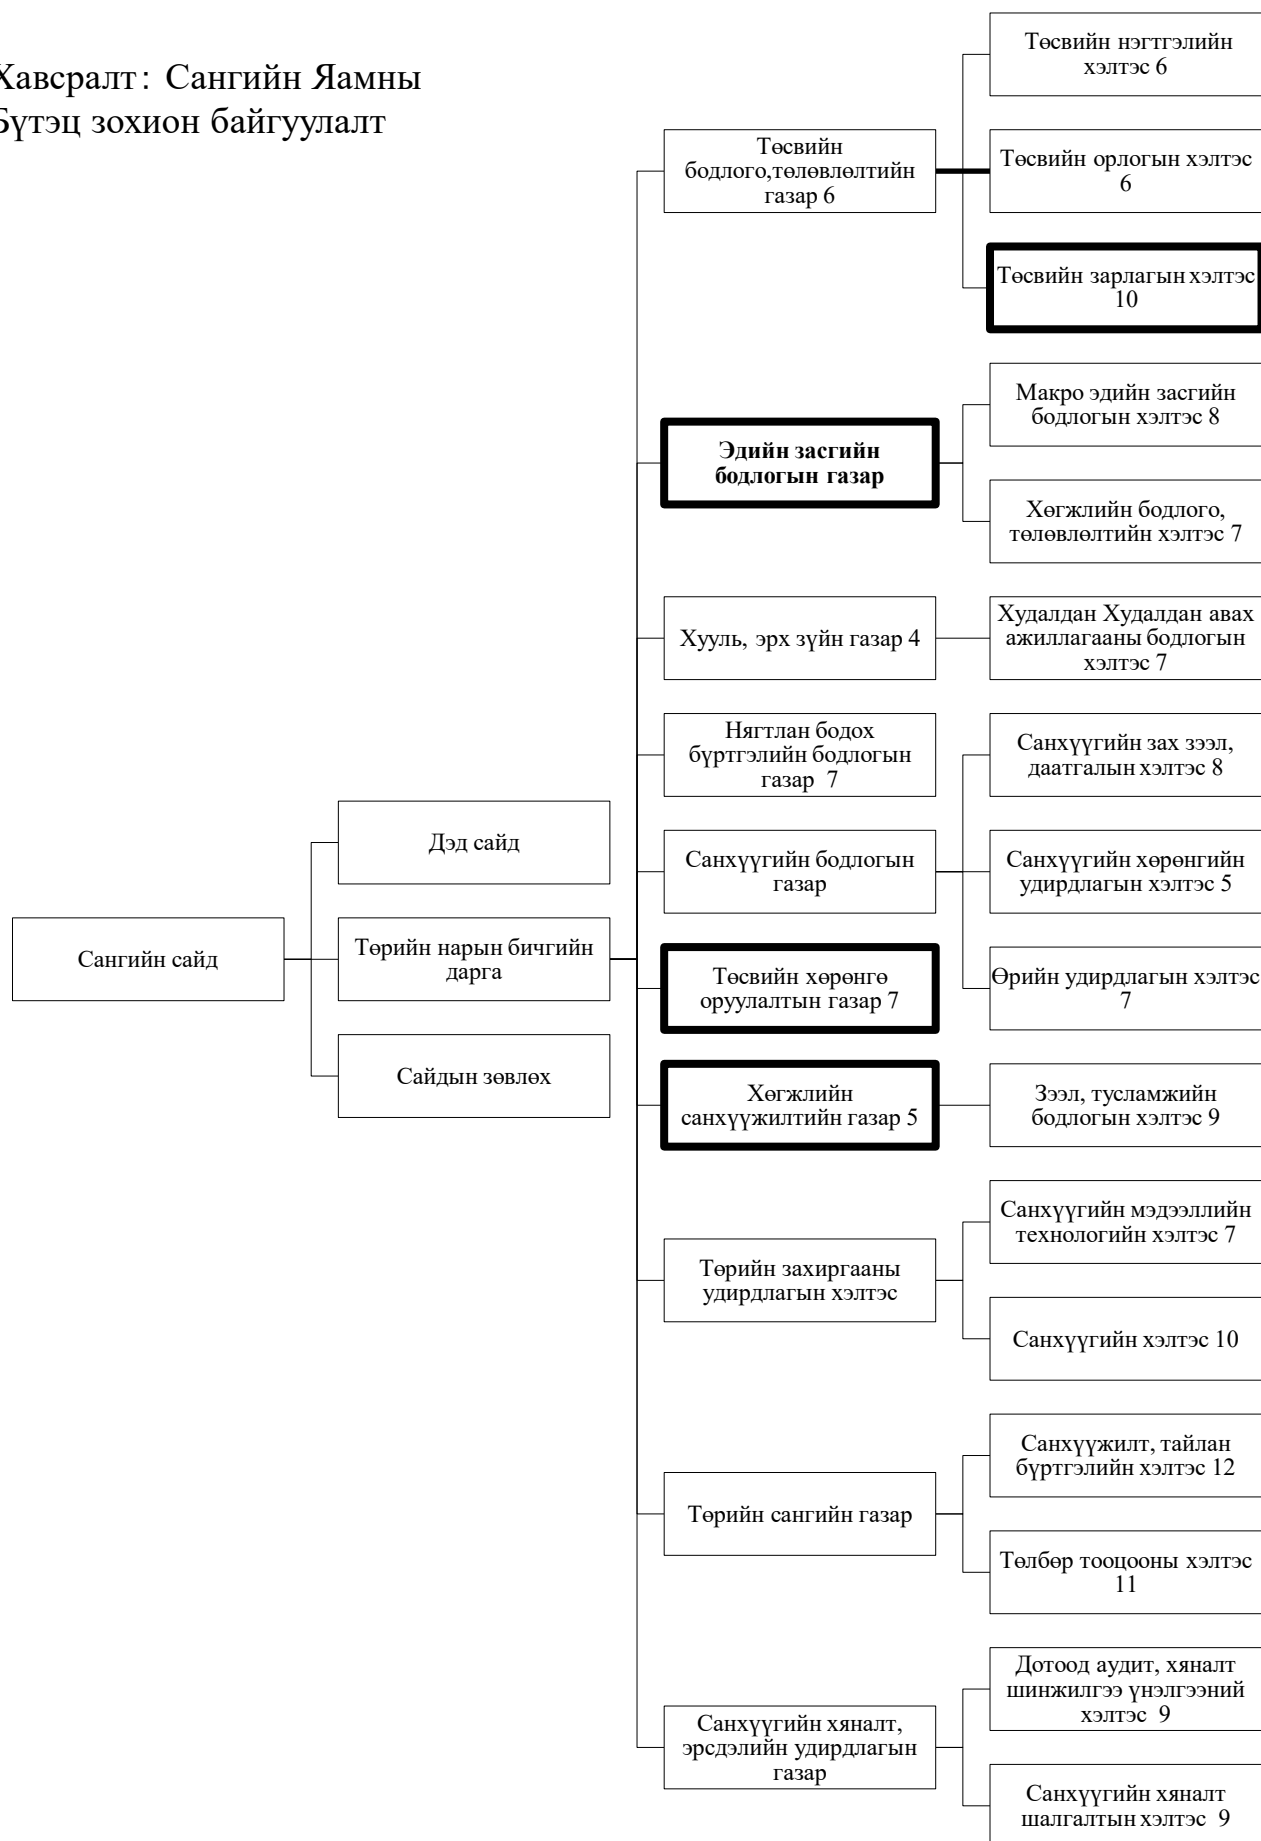 Хавсралт: Сангийн Яамны
Бүтэц зохион байгуулалт
Сангийн сайд
Дэд сайд
Төрийн нарын бичгийн
дарга
Сайдын зөвлөх
Төсвийн
бодлого,төлөвлөлтийн
газар 6
Төсвийн нэгтгэлийн
хэлтэс 6
Төсвийн орлогын хэлтэс
6
Төсвийн зарлагын хэлтэс
10
Эдийн засгийн
бодлогын газар
Макро эдийн засгийн
бодлогын хэлтэс 8
Хөгжлийн бодлого,
төлөвлөлтийн хэлтэс 7
Хууль, эрх зүйн газар 4
Худалдан Худалдан авах
ажиллагааны бодлогын
хэлтэс 7
Нягтлан бодох
бүртгэлийн бодлогын
газар 7
Санхүүгийн бодлогын
газар
Санхүүгийн зах зээл,
даатгалын хэлтэс 8
Санхүүгийн хөрөнгийн
удирдлагын хэлтэс 5
Өрийн удирдлагын хэлтэс
7
Төсвийн хөрөнгө
оруулалтын газар 7
Хөгжлийн
санхүүжилтийн газар 5
Зээл, тусламжийн
бодлогын хэлтэс 9
Төрийн захиргааны
удирдлагын хэлтэс
Санхүүгийн мэдээллийн
технологийн хэлтэс 7
Санхүүгийн хэлтэс 10
Төрийн сангийн газар
Санхүүжилт, тайлан
бүртгэлийн хэлтэс 12
Төлбөр тооцооны хэлтэс
11
Санхүүгийн хяналт,
эрсдэлийн удирдлагын
газар
Дотоод аудит, хяналт
шинжилгээ үнэлгээний
хэлтэс 9
Санхүүгийн хяналт
шалгалтын хэлтэс 9